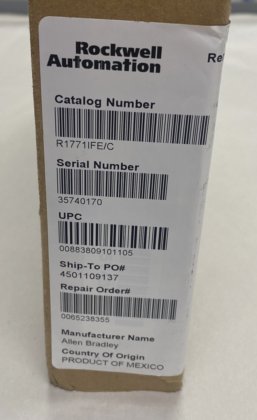 Rockwell
Automation
Re
Catalog Number
R1771IFE/C
Serial Number
35740170
UPC
00883809101105
Ship-To PO#
4501109137
Repair Order#
0065238355
Manufacturer Name
Allen Bradley
Country Of Origin
PRODUCT OF MEXICO